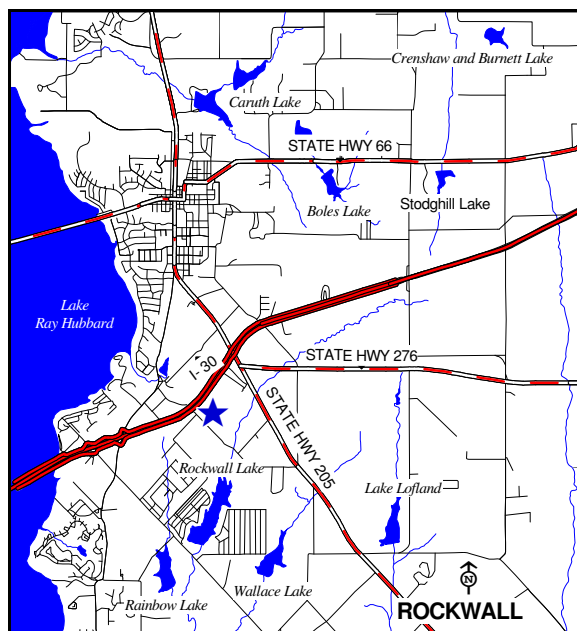 Crenshaw and Burnett Lake
Caruth Lake
STATE HWY 66
Boles Lake
Stodghill Lake
Lake
Ray Hubbard
I-30
STATE HWY 276
STATE HWY 205
Rockwall Lake
Lake Lofland
Rainbow Lake
Wallace Lake
N
ROCKWALL